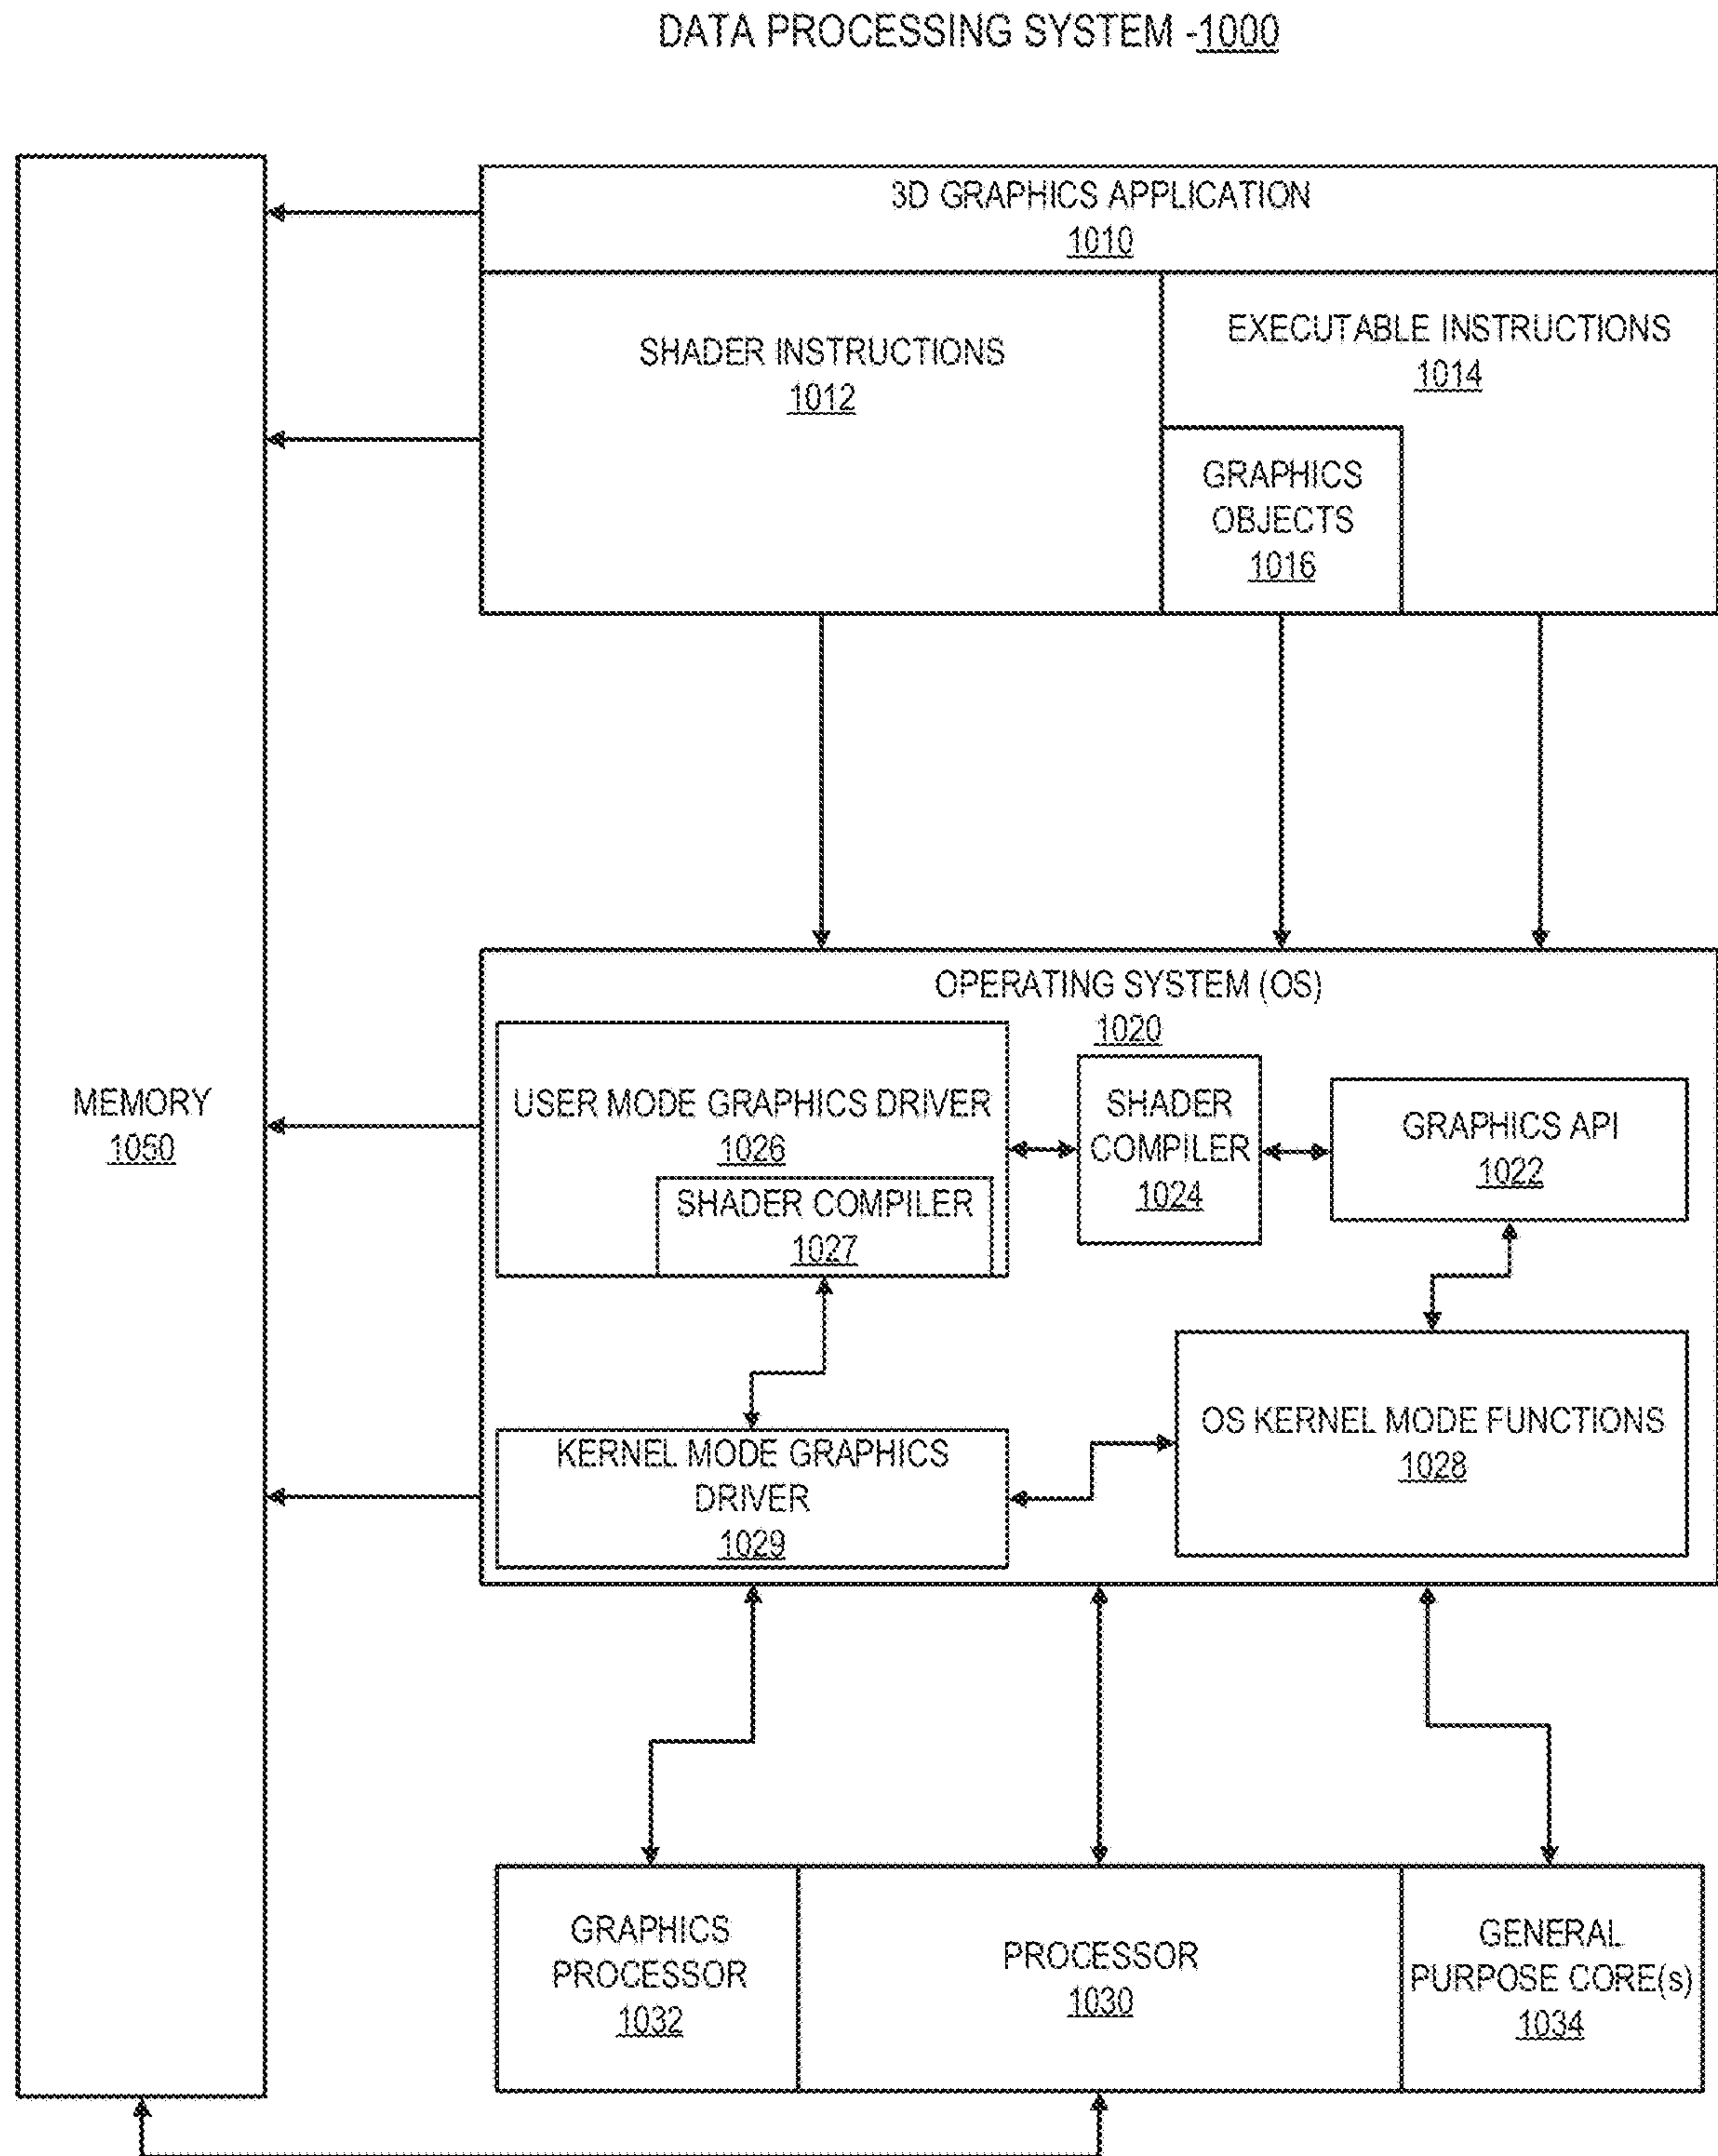 DATA PROCESSING SYSTEM -1000
3D GRAPHICS APPLICATION
1010
SHADER INSTRUCTIONS
1012
EXECUTABLE INSTRUCTIONS
1014
GRAPHICS
OBJECTS
1016
MEMORY
1050
OPERATING SYSTEM (OS)
1020
USER MODE GRAPHICS DRIVER
1026
SHADER COMPILER
1027
SHADER
COMPILER
1024
GRAPHICS API
1022
KERNEL MODE GRAPHICS
DRIVER
1029
OS KERNEL MODE FUNCTIONS
1028
GRAPHICS
PROCESSOR
1032
PROCESSOR
1030
GENERAL
PURPOSE CORE(s)
1034